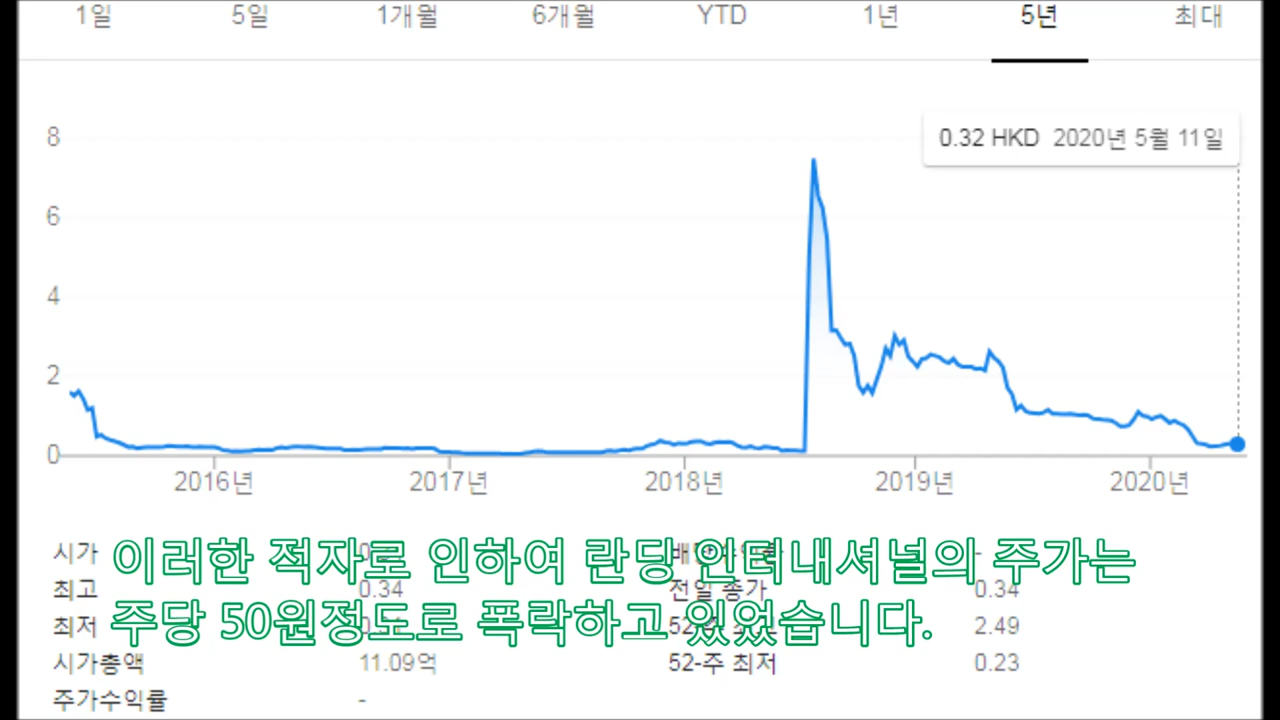 1일 5일 1개월 6개월 YTD 1년 5년 최대
8
0.32 HKD 2020년 5월 11일
6
4
2
0
2016년 2017년 2018년 2019년 2020년
이러한 적자로 인하여 란딩 인터내셔널의 주가는
시가 -
최고 0.34 전일 종가 0.34
주당 50원정도로 폭락하고 있었습니다.
최저 2.49
시가총액 11.09억 52-주 최저 0.23
주가수익률 -